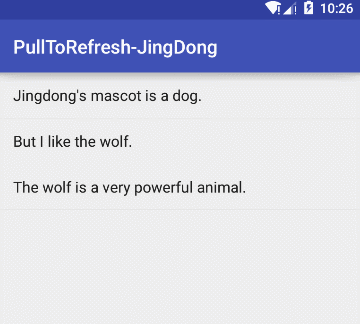 10:26
PullToRefresh-JingDong
Jingdong's mascot is a dog.
But I like the wolf.
The wolf is a very powerful animal.